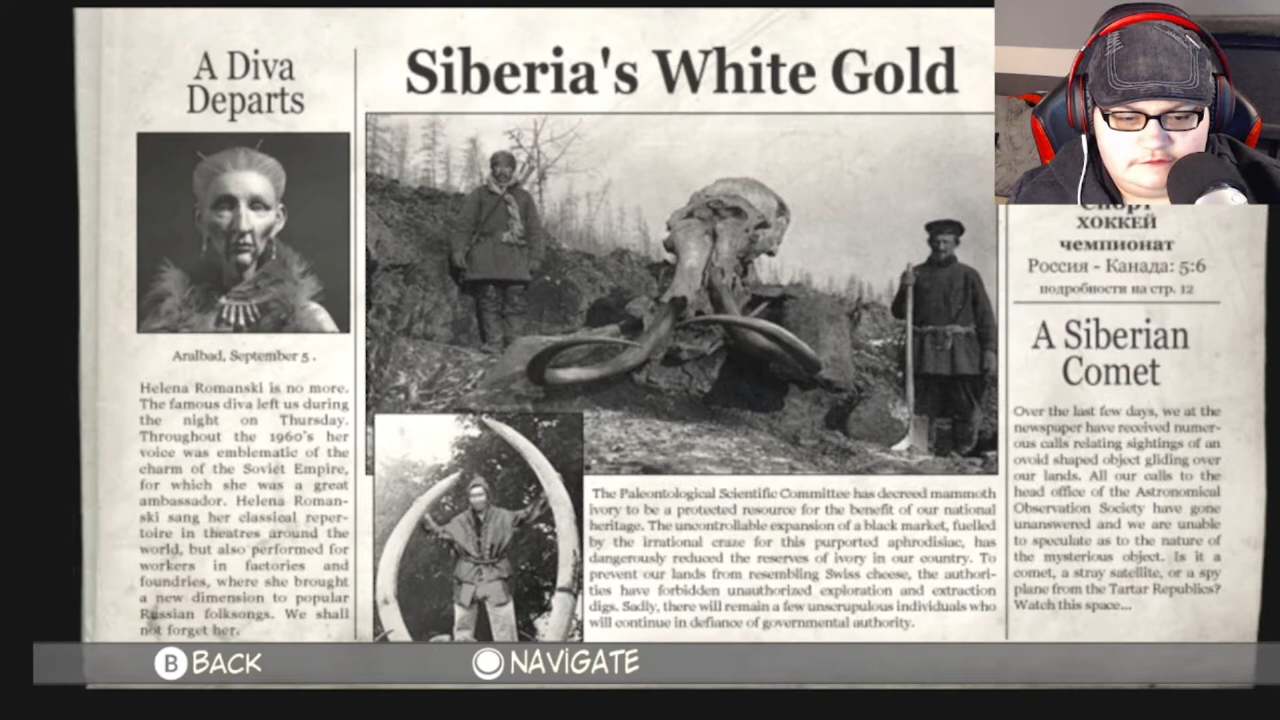 A Diva
Departs
Aralbad, September 5 .
Helena Romanski is no more.
The famous diva left us during
the night on Thursday.
Throughout the 1960's her
voice was emblematic of the
charm of the Soviet Empire,
for which she was a great
ambassador. Helena Roman-
ski sang her classical reper-
toire in theatres around the
world, but also performed for
workers in factories and
foundries, where she brought
a new dimension to popular
Russian folksongs. We shall
not forget her.
Siberia's White Gold
The Paleontological Scientific Committee has decreed mammoth
ivory to be a protected resource for the benefit of our national
heritage. The uncontrollable expansion of a black market, fuelled
by the irrational craze for this purported aphrodisiac, has
dangerously reduced the reserves of ivory in our country. To
prevent our lands from resembling Swiss cheese, the authori-
ties have forbidden unauthorized exploration and extraction
digs. Sadly, there will remain a few unscrupulous individuals who
will continue in defiance of governmental authority.
Спорт
ХОККЕЙ
чемпионат
Россия - Канада: 5:6
подробности на стр. 12
A Siberian
Comet
Over the last few days, we at the
newspaper have received numer-
ous calls relating sightings of an
ovoid shaped object gliding over
our lands. All our calls to the
head office of the Astronomical
Observation Society have gone
unanswered and we are unable
to speculate as to the nature of
the mysterious object. Is it a
comet, a stray satellite, or a spy
plane from the Tartar Republics?
Watch this space...
B BACK
NAVIGATE